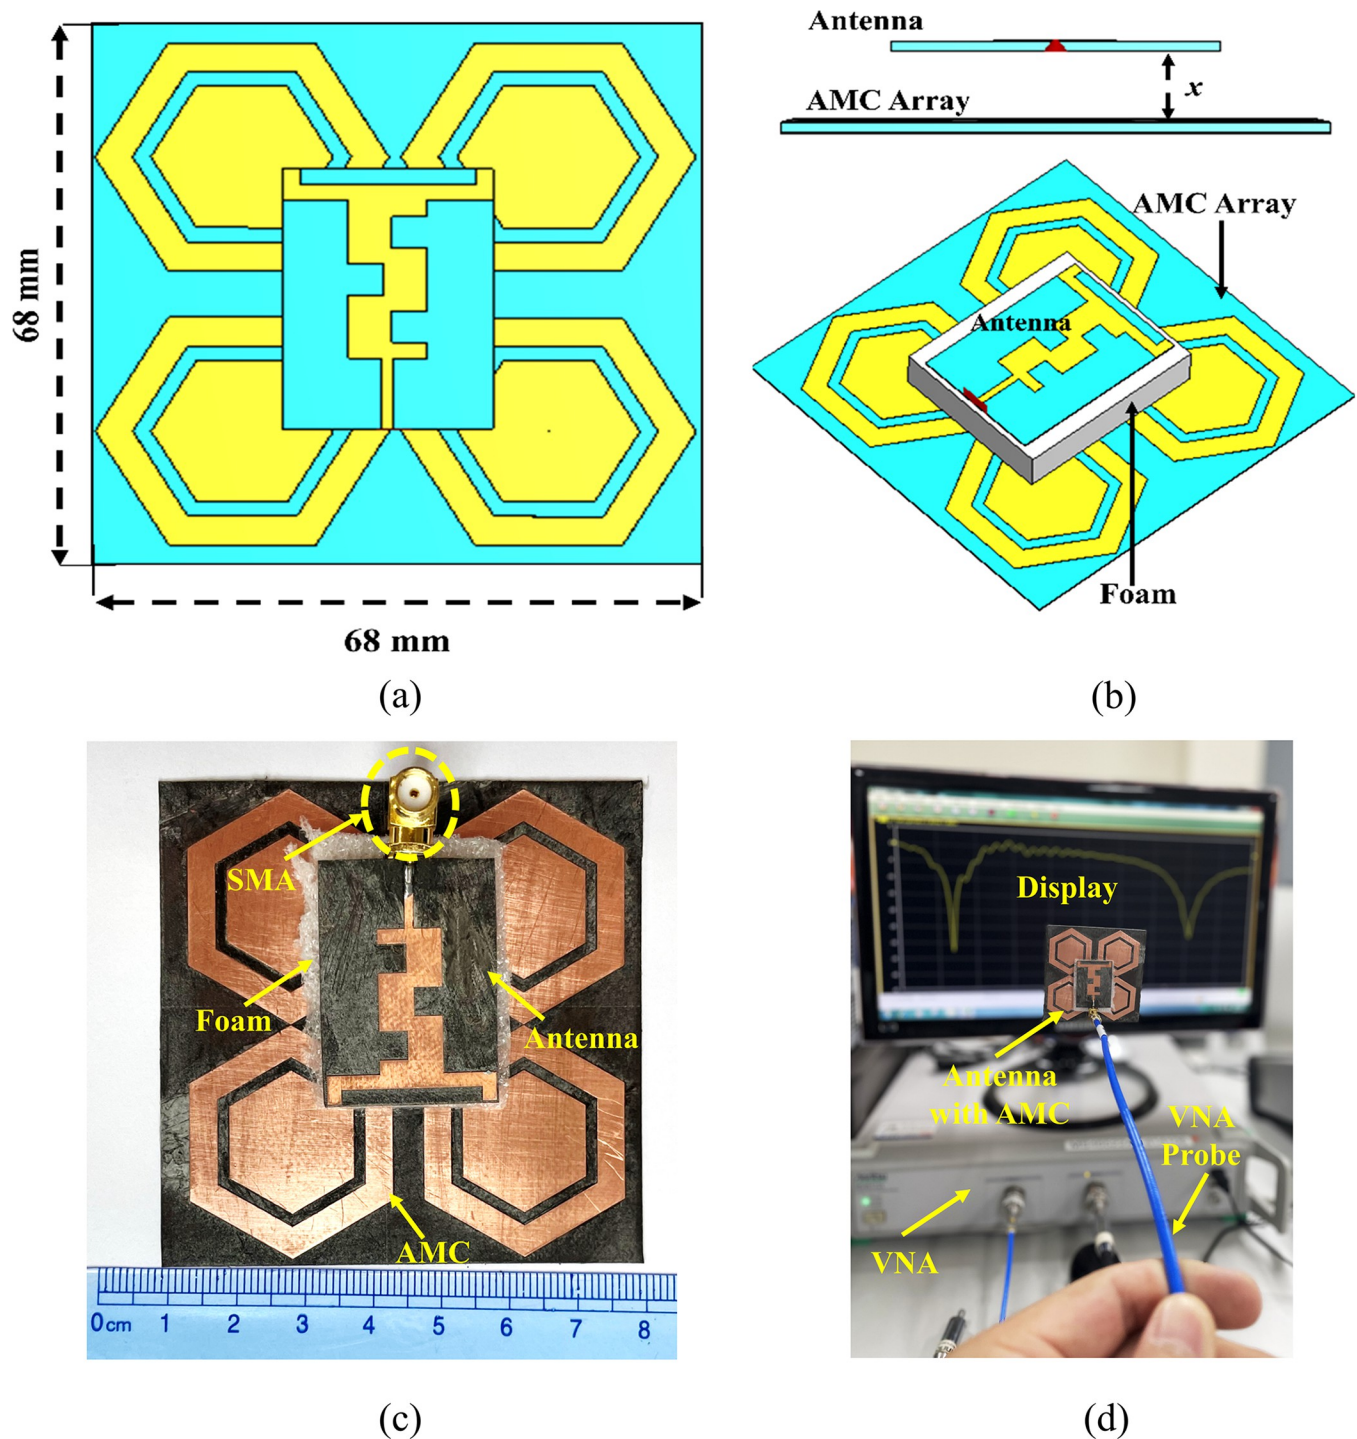 68 mm
68 mm
(a)
Antenna
x
AMC Array
AMC Array
Antenna
Foam
(b)
SMA
Foam
Antenna
AMC
0cm 1 2 3 4 5 6 7 8
(c)
Display
Antenna
with AMC
VNA
Probe
VNA
(d)